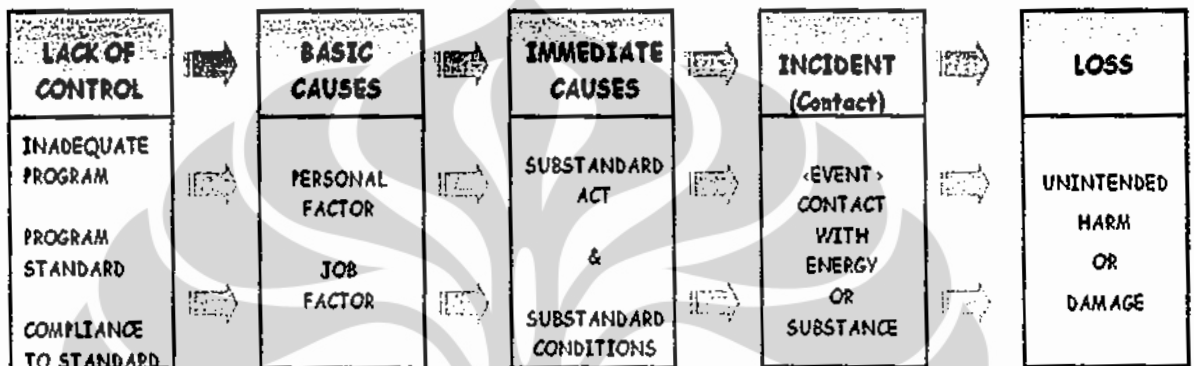 LACK OF
CONTROL
INADEQUATE
PROGRAM
PROGRAM
STANDARD
COMPLIANCE
TO STANDARD
BASIC
CAUSES
PERSONAL
FACTOR
JOB
FACTOR
IMMEDIATE
CAUSES
SUBSTANDARD
ACT
&
SUBSTANDARD
CONDITIONS
INCIDENT
(Contact)
<EVENT>
CONTACT
WITH
ENERGY
OR
SUBSTANCE
LOSS
UNINTENDED
HARM
OR
DAMAGE